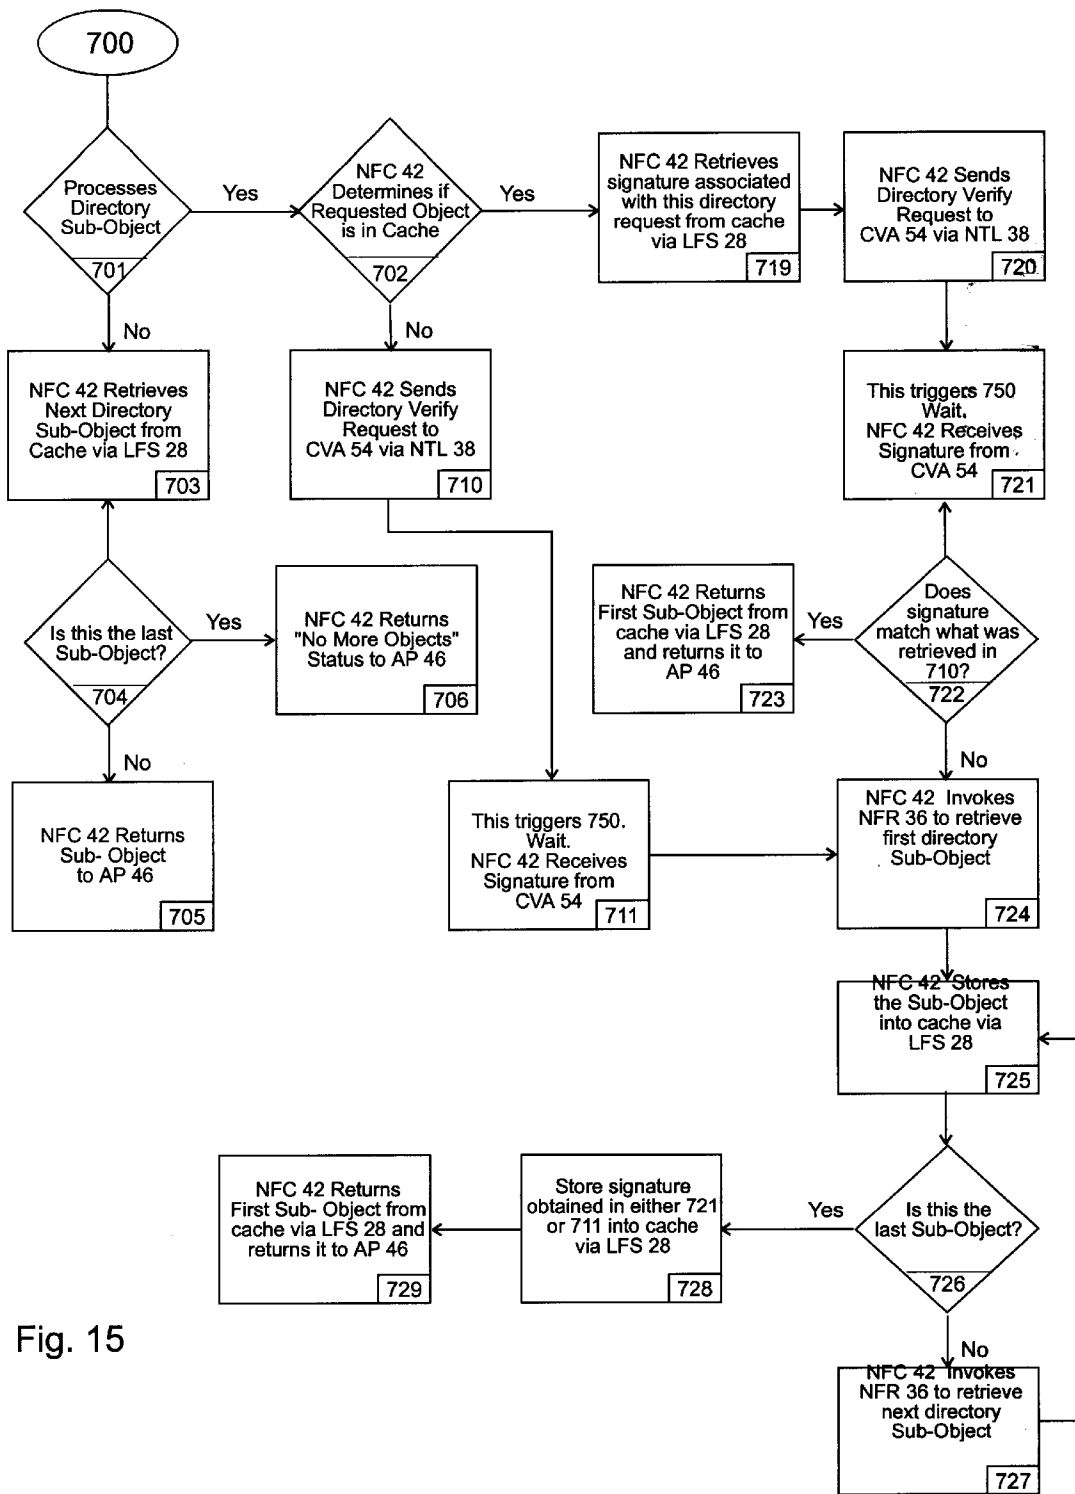 700
Processes
Directory
Sub-Object
701
Yes
NFC 42
Determines if
Requested Object
is in Cache
702
Yes
NFC 42 Retrieves
signature associated
with this directory
request from cache
via LFS 28
719
NFC 42 Sends
Directory Verify
Request to
CVA 54 via NTL 38
720
No
NFC 42 Retrieves
Next Directory
Sub-Object from
Cache via LFS 28
703
No
NFC 42 Sends
Directory Verify
Request to
CVA 54 via NTL 38
710
This triggers 750
Wait.
NFC 42 Receives
Signature from
CVA 54
721
Is this the last
Sub-Object?
704
Yes
NFC 42 Returns
"No More Objects"
Status to AP 46
706
NFC 42 Returns
First Sub-Object from
cache via LFS 28
and returns it to
AP 46
723
Yes
Does
signature
match what was
retrieved in
710?
722
No
NFC 42 Returns
Sub- Object
to AP 46
705
This triggers 750.
Wait.
NFC 42 Receives
Signature from
CVA 54
711
No
NFC 42 Invokes
NFR 36 to retrieve
first directory
Sub-Object
724
NFC 42 Stores
the Sub-Object
into cache via
LFS 28
725
NFC 42 Returns
First Sub- Object from
cache via LFS 28 and
returns it to AP 46
729
Store signature
obtained in either 721
or 711 into cache
via LFS 28
728
Yes
Is this the
last Sub-Object?
726
No
NFC 42 Invokes
NFR 36 to retrieve
next directory
Sub-Object
727
Fig. 15